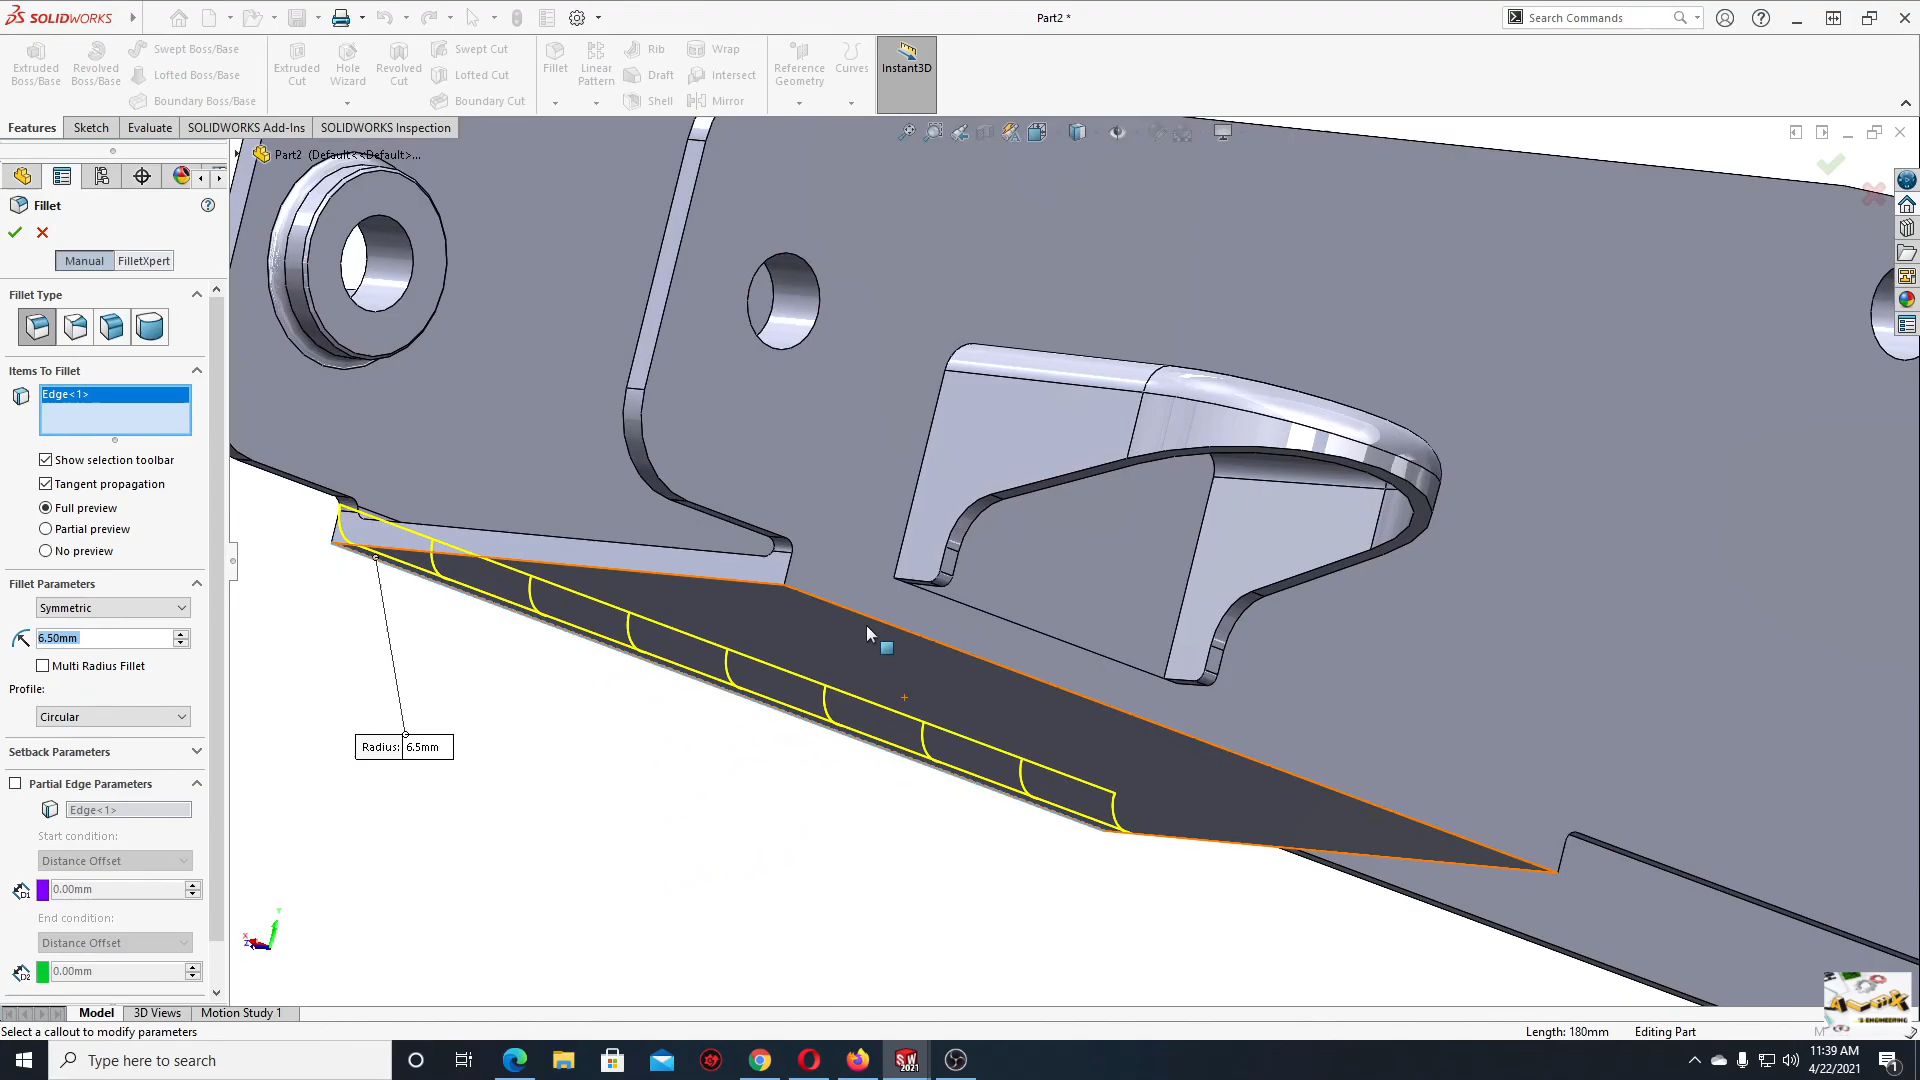 SOLIDWORKS
Part2 *
Search Commands
Extruded Boss/Base
Revolved Boss/Base
Swept Boss/Base
Lofted Boss/Base
Boundary Boss/Base
Extruded Cut
Hole Wizard
Revolved Cut
Swept Cut
Lofted Cut
Boundary Cut
Fillet
Linear Pattern
Rib
Draft
Shell
Wrap
Intersect
Mirror
Reference Geometry
Curves
Instant3D
Features
Sketch
Evaluate
SOLIDWORKS Add-Ins
SOLIDWORKS Inspection
Part2 (Default<<Default>...
Fillet
Manual
FilletXpert
Fillet Type
Items To Fillet
Edge<1>
Show selection toolbar
Tangent propagation
Full preview
Partial preview
No preview
Fillet Parameters
Symmetric
6.50mm
Multi Radius Fillet
Profile:
Circular
Setback Parameters
Partial Edge Parameters
Edge<1>
Start condition:
Distance Offset
0.00mm
End condition:
Distance Offset
0.00mm
Radius: 6.5mm
Model
3D Views
Motion Study 1
Select a callout to modify parameters
Length: 180mm
Editing Part
Type here to search
11:39 AM
4/22/2021